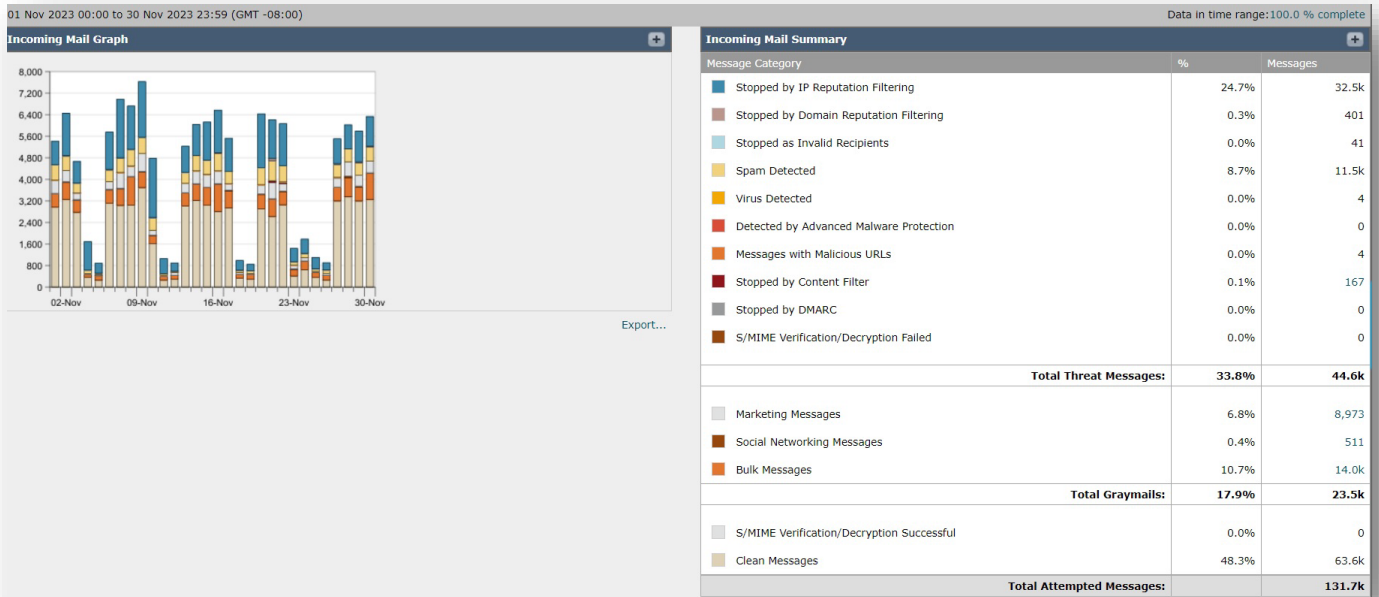 01 Nov 2023 00:00 to 30 Nov 2023 23:59 (GMT -08:00)
Data in time range:100.0 % complete
Incoming Mail Graph
8,000
7,200
6,400
5,600
4,800
4,000
3,200
2,400
1,600
800
0
02-Nov 09-Nov 16-Nov 23-Nov 30-Nov
Export...
Incoming Mail Summary
Message Category % Messages
Stopped by IP Reputation Filtering 24.7% 32.5k
Stopped by Domain Reputation Filtering 0.3% 401
Stopped as Invalid Recipients 0.0% 41
Spam Detected 8.7% 11.5k
Virus Detected 0.0% 4
Detected by Advanced Malware Protection 0.0% 0
Messages with Malicious URLs 0.0% 4
Stopped by Content Filter 0.1% 167
Stopped by DMARC 0.0% 0
S/MIME Verification/Decryption Failed 0.0% 0
Total Threat Messages: 33.8% 44.6k
Marketing Messages 6.8% 8,973
Social Networking Messages 0.4% 511
Bulk Messages 10.7% 14.0k
Total Graymails: 17.9% 23.5k
S/MIME Verification/Decryption Successful 0.0% 0
Clean Messages 48.3% 63.6k
Total Attempted Messages: 131.7k